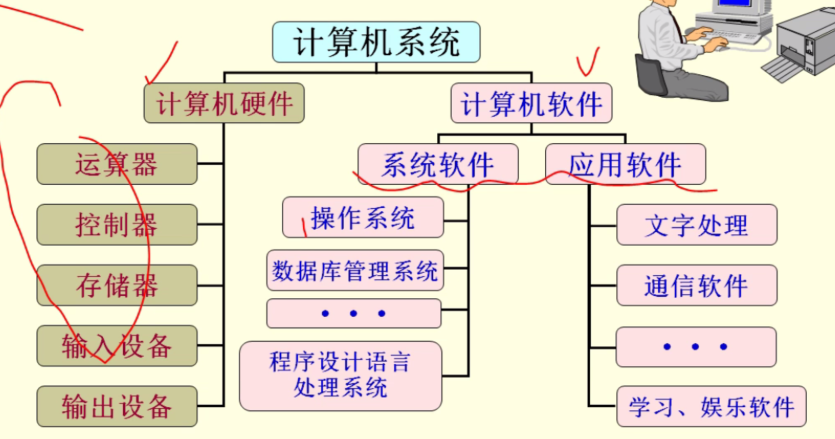 计算机系统
计算机硬件
计算机软件
运算器
控制器
存储器
输入设备
输出设备
系统软件
应用软件
操作系统
数据库管理系统
• • •
程序设计语言
处理系统
文字处理
通信软件
• • •
学习、娱乐软件